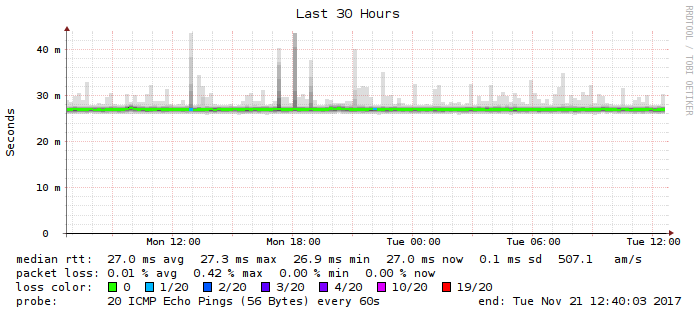 Last 30 Hours
RRDTOOL / TOBI OETIKER
Seconds
40 m
30 m
20 m
10 m
0
Mon 12:00 Mon 18:00 Tue 00:00 Tue 06:00 Tue 12:00
median rtt: 27.0 ms avg 27.3 ms max 26.9 ms min 27.0 ms now 0.1 ms sd 507.1 am/s
packet loss: 0.01 % avg 0.42 % max 0.00 % min 0.00 % now
loss color: 0 1/20 2/20 3/20 4/20 10/20 19/20
probe: 20 ICMP Echo Pings (56 Bytes) every 60s end: Tue Nov 21 12:40:03 2017